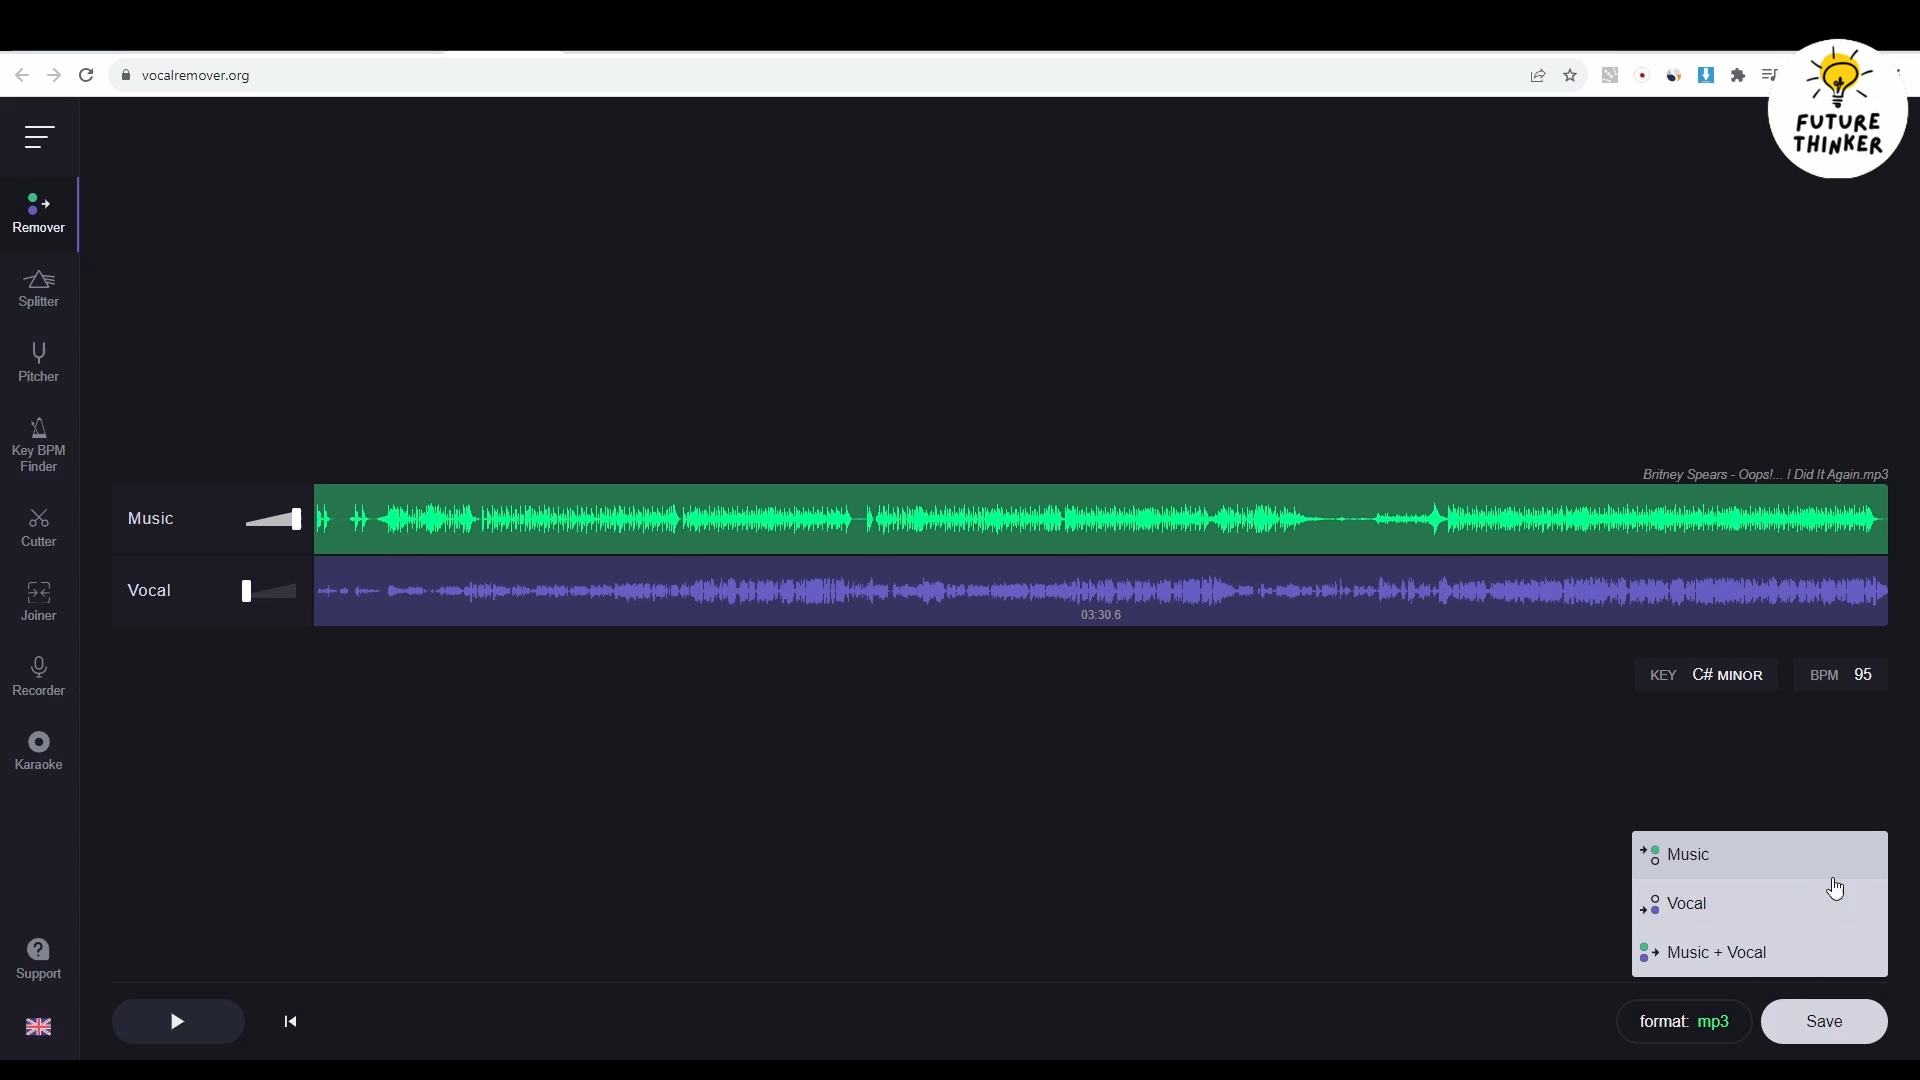 vocalremover.org
FUTURE
THINKER
Remover
Splitter
Pitcher
Key BPM
Finder
Cutter
Joiner
Recorder
Karaoke
Support
Britney Spears - Oops!... I Did It Again.mp3
Music
Vocal
03:30.6
KEY C# MINOR BPM 95
Music
Vocal
Music + Vocal
format: mp3
Save